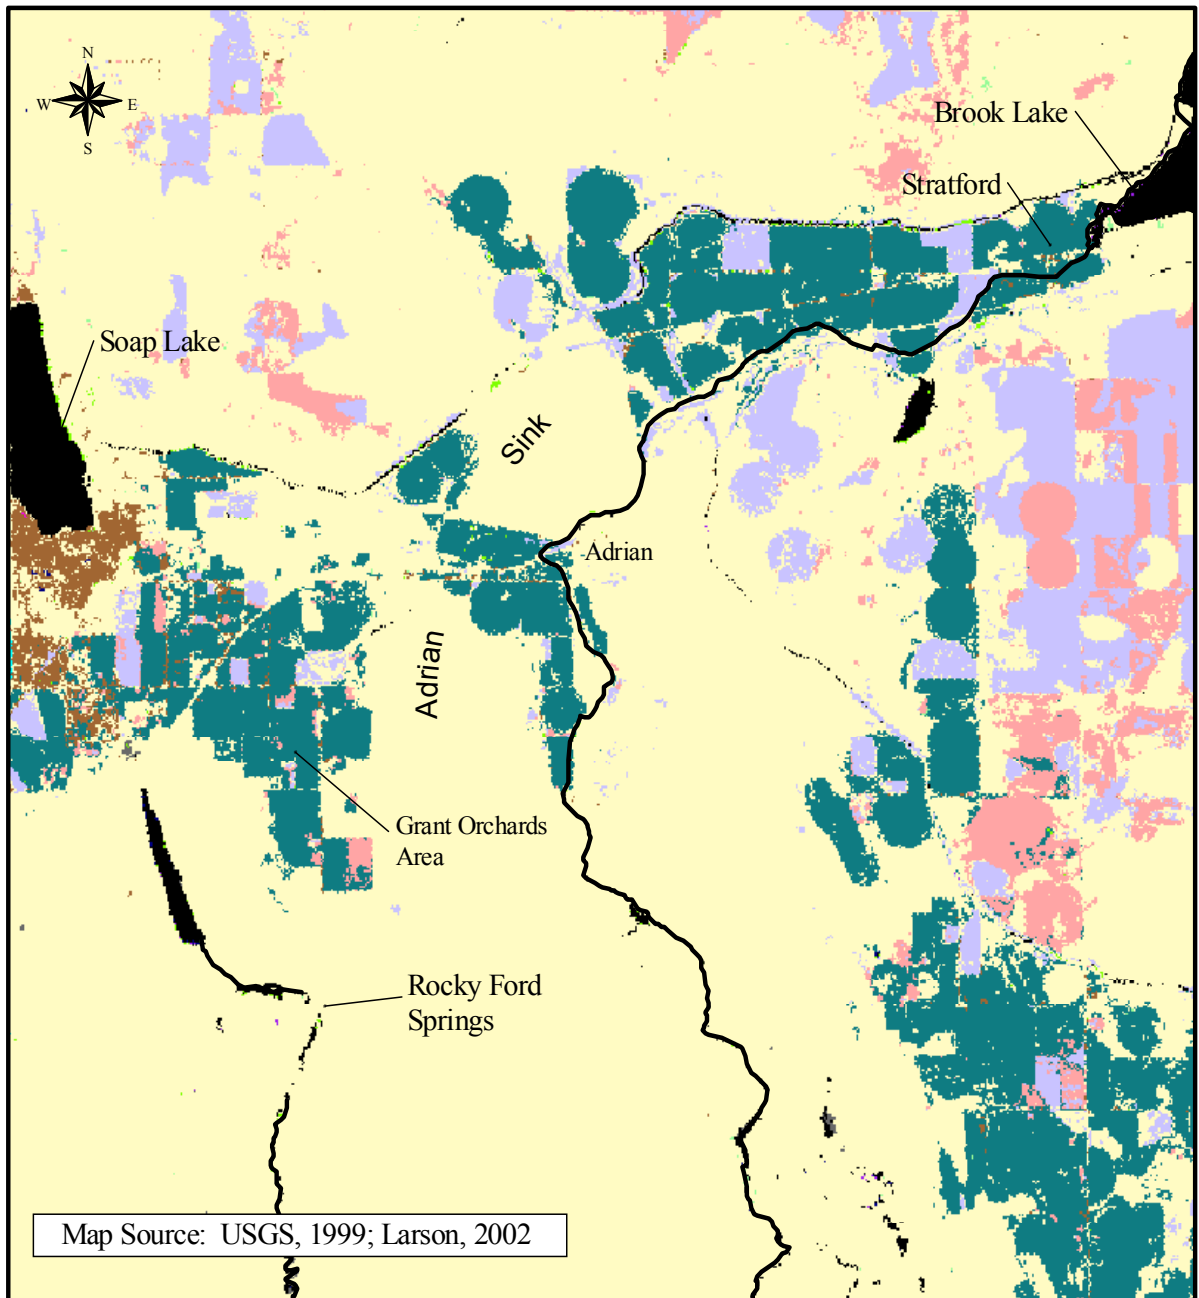 N
W E
S
Brook Lake
Stratford
Soap Lake
Sink
Adrian
Adrian
Grant Orchards
Area
Rocky Ford
Springs
Map Source: USGS, 1999; Larson, 2002